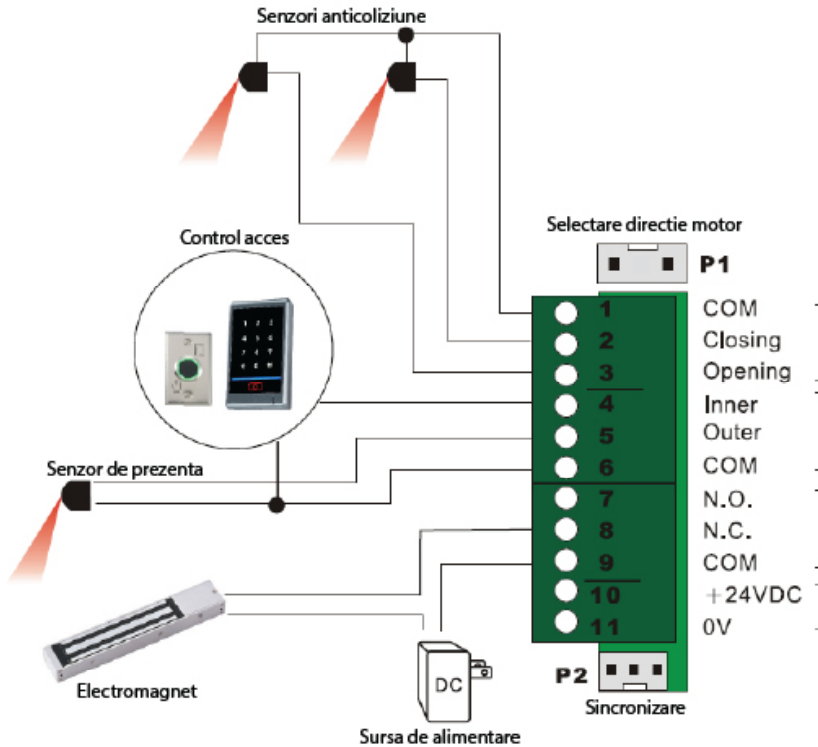 Senzori anticoliziune
Selectare directie motor
P1
Control acces
1 COM
2 Closing
3 Opening
4 Inner
5 Outer
6 COM
Senzor de prezenta
7 N.O.
8 N.C.
9 COM
10 +24VDC
11 0V
P2
Sincronizare
Electromagnet
DC
Sursa de alimentare